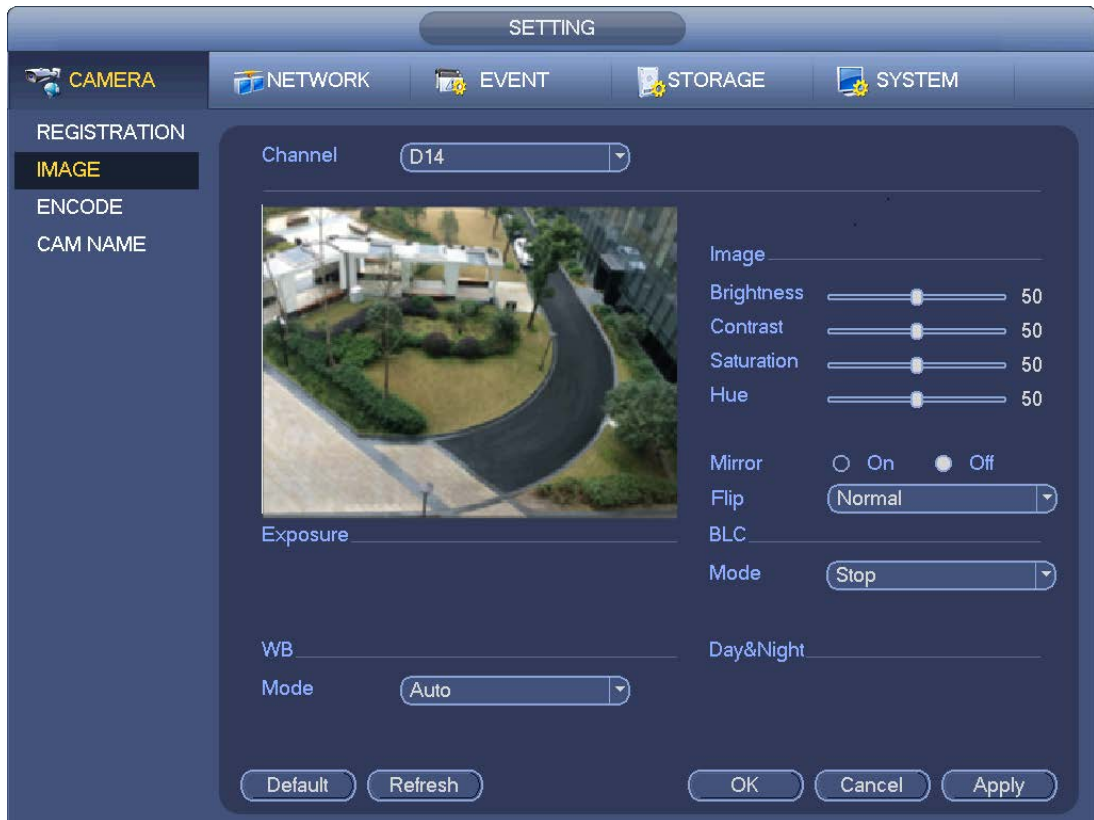 SETTING
CAMERA NETWORK EVENT STORAGE SYSTEM
REGISTRATION
IMAGE
ENCODE
CAM NAME
Channel D14
Image
Brightness 50
Contrast 50
Saturation 50
Hue 50
Mirror On Off
Flip Normal
Exposure BLC
Mode Stop
WB Day&Night
Mode Auto
Default Refresh OK Cancel Apply